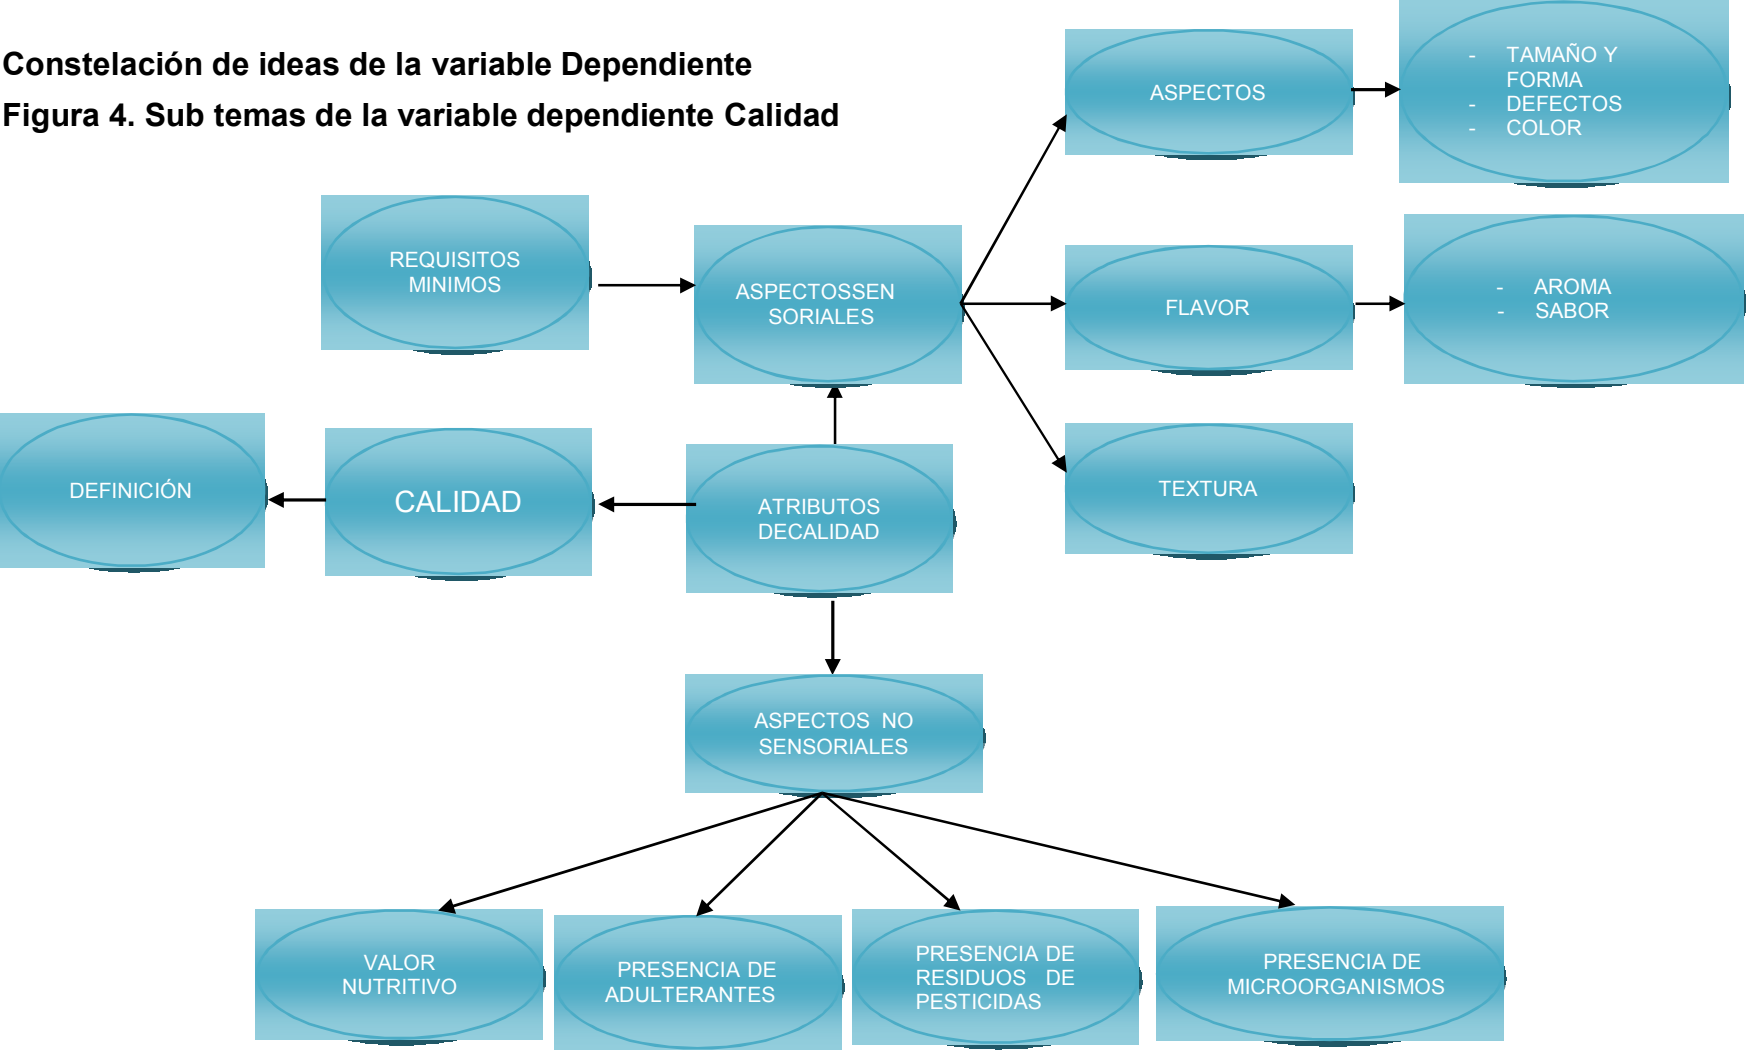 Constelación de ideas de la variable Dependiente
Figura 4. Sub temas de la variable dependiente Calidad
ASPECTOS
- TAMAÑO Y
FORMA
- DEFECTOS
- COLOR
REQUISITOS
MINIMOS
ASPECTOSSEN
SORIALES
FLAVOR
- AROMA
- SABOR
DEFINICIÓN
CALIDAD
ATRIBUTOS
DECALIDAD
TEXTURA
ASPECTOS NO
SENSORIALES
VALOR
NUTRITIVO
PRESENCIA DE
ADULTERANTES
PRESENCIA DE
RESIDUOS DE
PESTICIDAS
PRESENCIA DE
MICROORGANISMOS